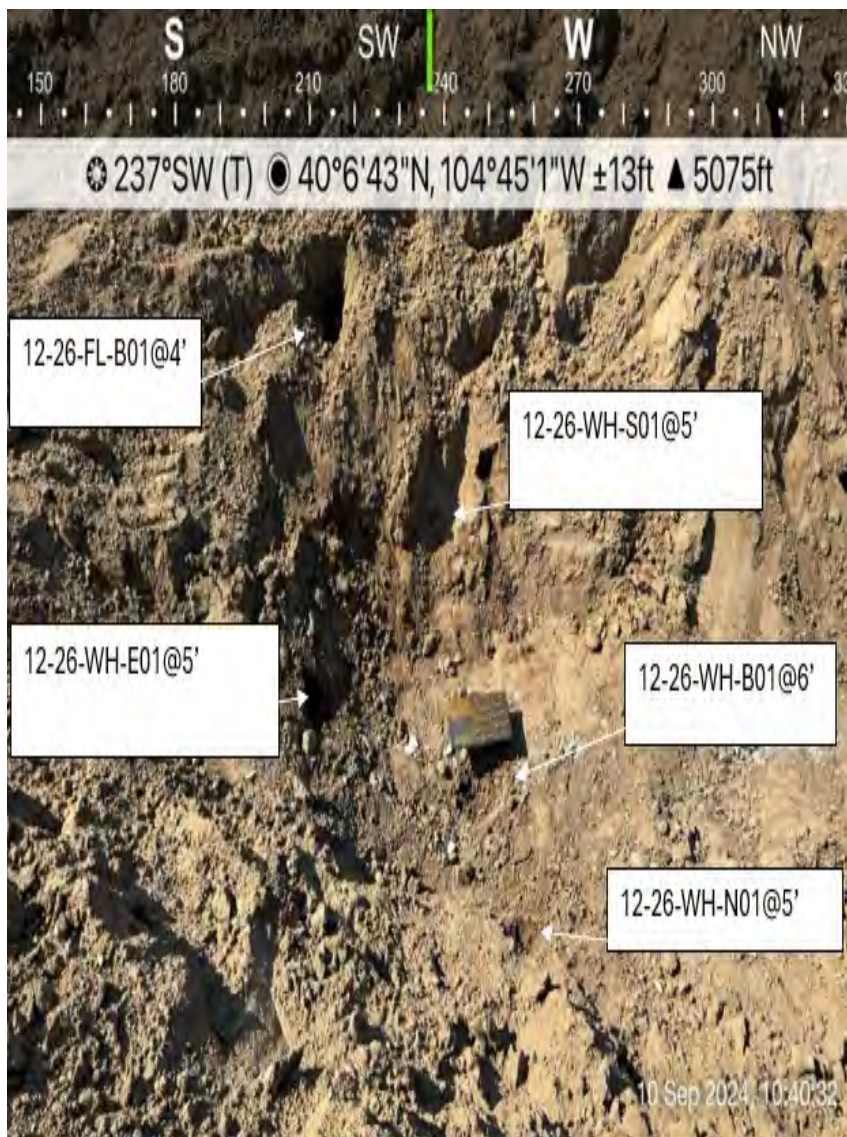 S SW W NW
150 180 210 240 270 300
237°SW (T) 40°6'43"N, 104°45'1"W ±13ft ▲ 5075ft
12-26-FL-B01@4'
12-26-WH-S01@5'
12-26-WH-E01@5'
12-26-WH-B01@6'
12-26-WH-N01@5'
10 Sep 2024, 10:40:32